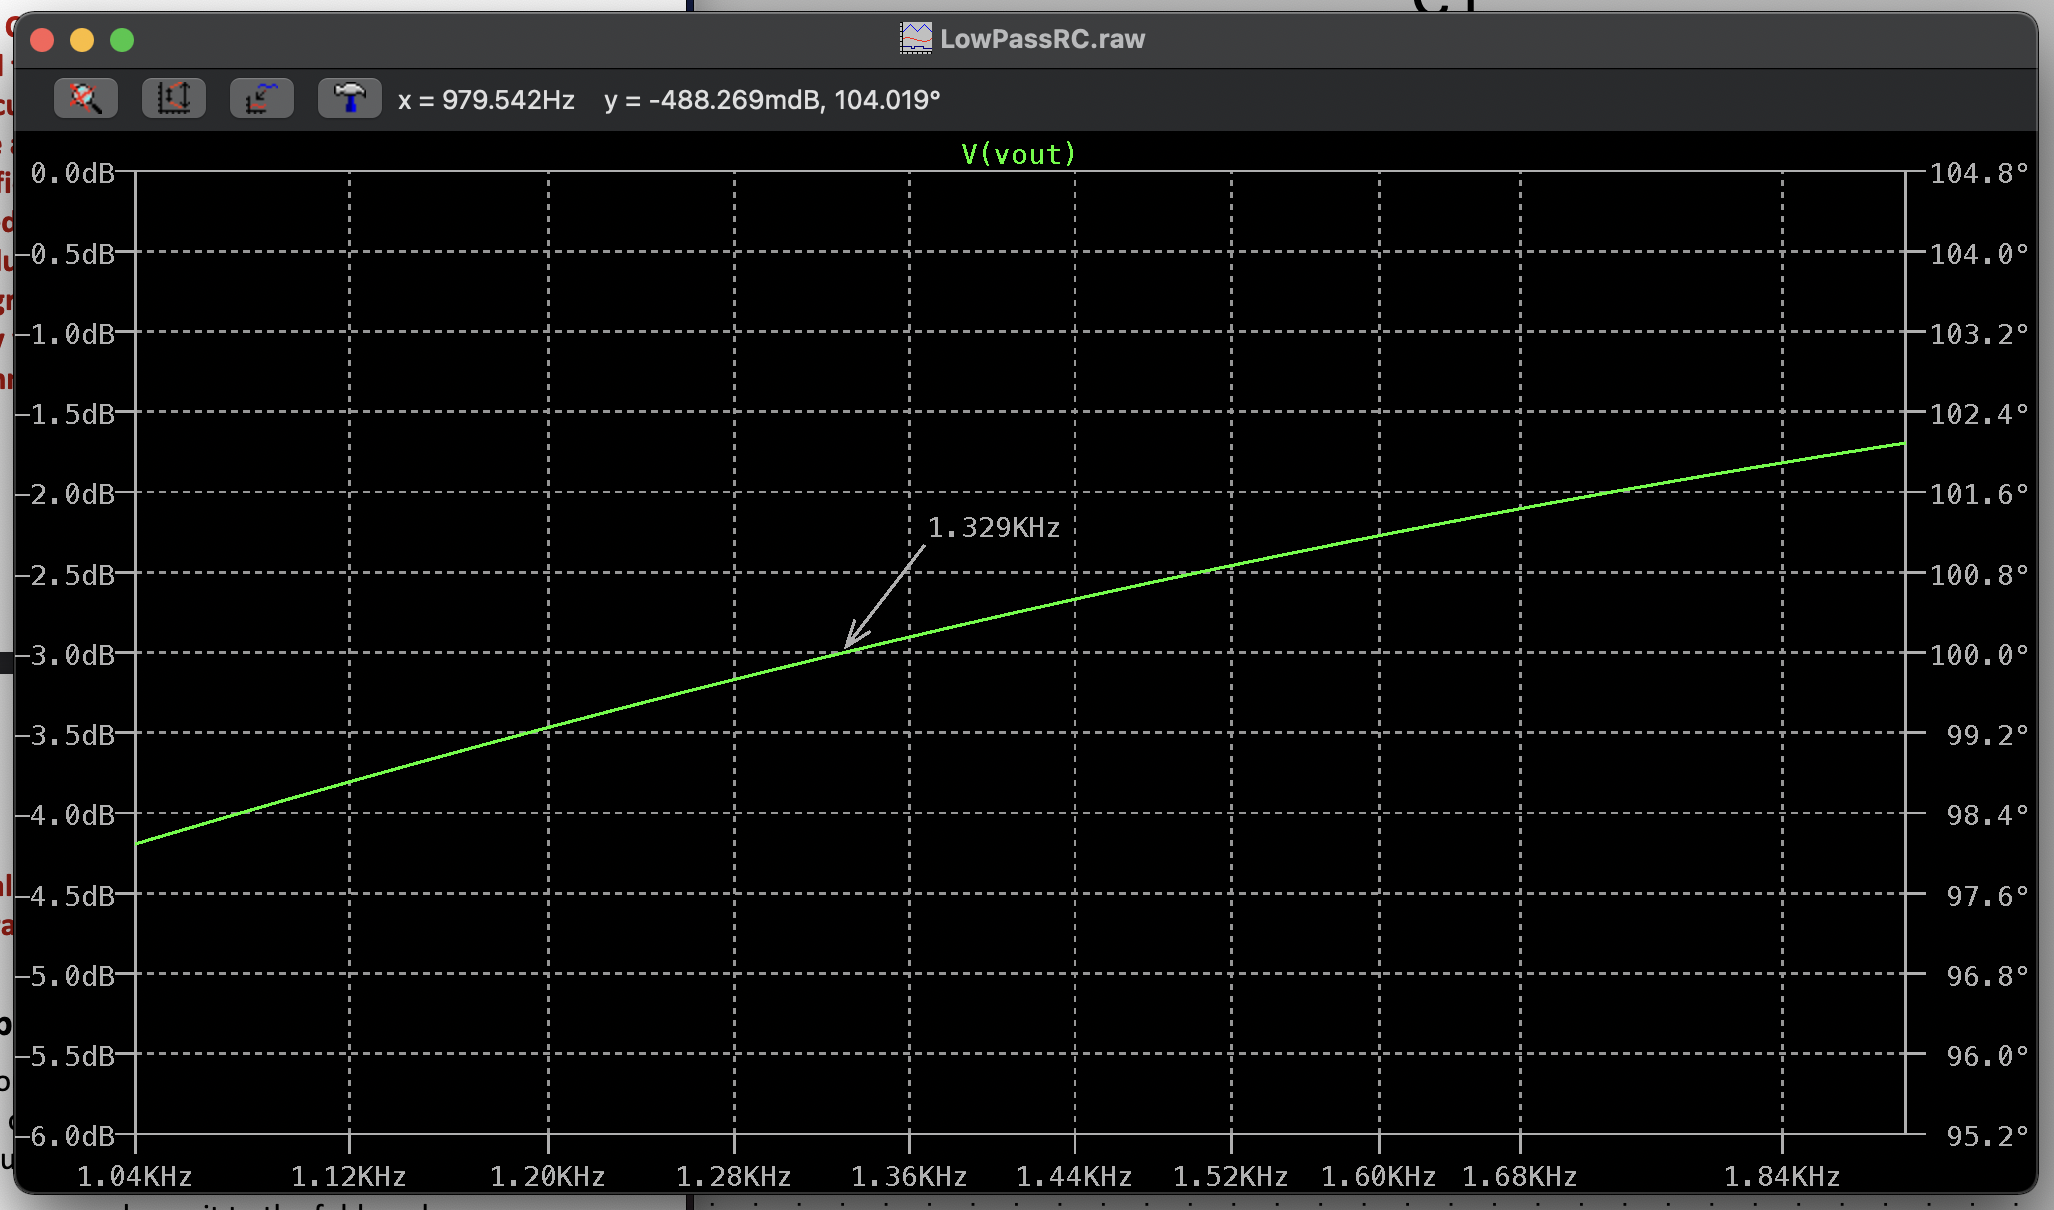 LowPassRC.raw
x = 979.542Hz y = -488.269mdB, 104.019°
V(vout)
0.0dB 104.8°
-0.5dB 104.0°
-1.0dB 103.2°
-1.5dB 102.4°
-2.0dB 101.6°
1.329KHz
-2.5dB 100.8°
-3.0dB 100.0°
-3.5dB 99.2°
-4.0dB 98.4°
-4.5dB 97.6°
-5.0dB 96.8°
-5.5dB 96.0°
-6.0dB 95.2°
1.04KHz 1.12KHz 1.20KHz 1.28KHz 1.36KHz 1.44KHz 1.52KHz 1.60KHz 1.68KHz 1.84KHz